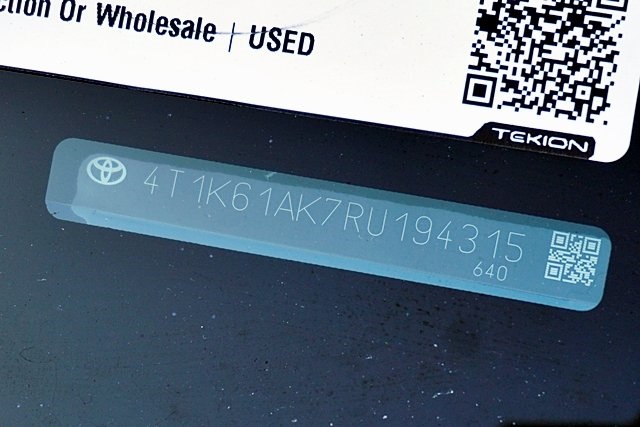 ction Or Wholesale | USED
TEKION
4T1K61AK7RU194315
640